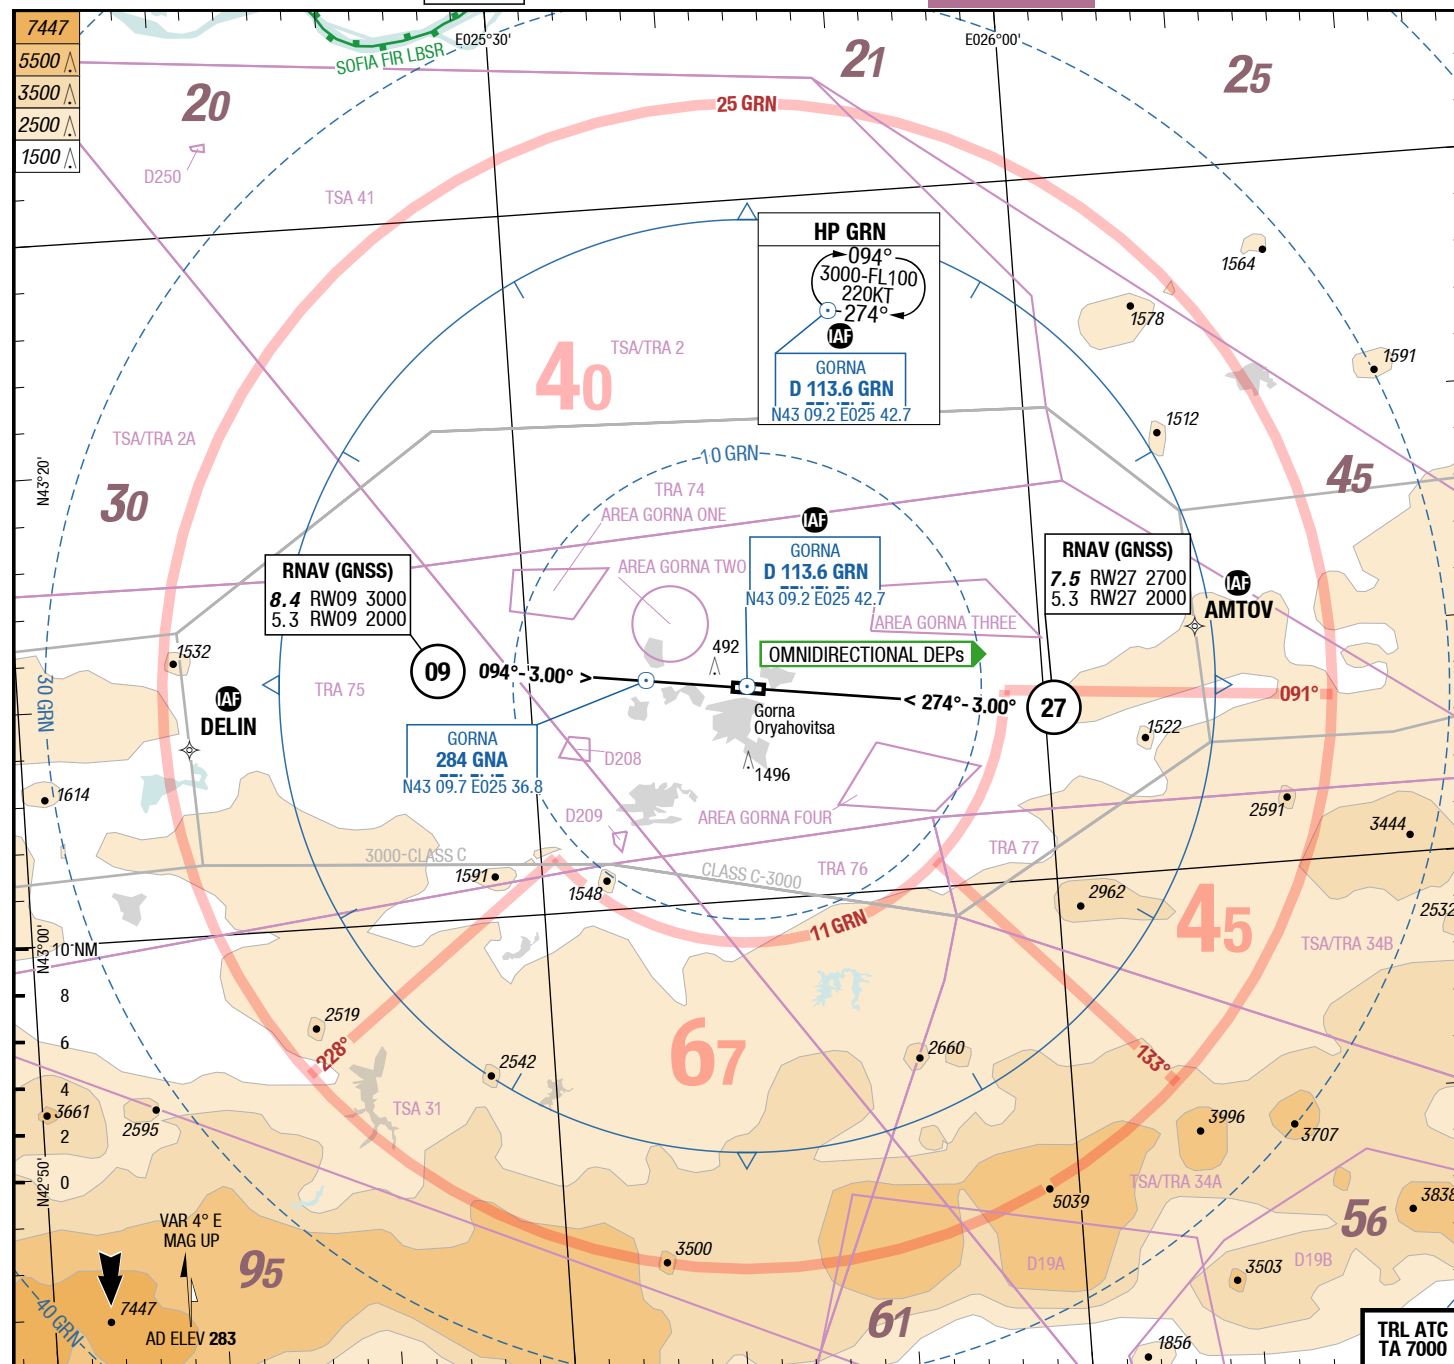 7447
5500
3500
2500
1500
E025°30'
E026°00'
SOFIA FIR LBSR
20
21
25
25 GRN
D250
TSA 41
HP GRN
094°
3000-FL100
220KT
274°
IAF
GORNA
D 113.6 GRN
N43 09.2 E025 42.7
1564
1578
1591
1512
TSA/TRA 2
40
TSA/TRA 2A
30
45
N43°20'
10 GRN
TRA 74
AREA GORNA ONE
AREA GORNA TWO
IAF
GORNA
D 113.6 GRN
N43 09.2 E025 42.7
AREA GORNA THREE
RNAV (GNSS)
8.4 RW09 3000
5.3 RW09 2000
RNAV (GNSS)
7.5 RW27 2700
5.3 RW27 2000
IAF
AMTOV
1532
492
OMNIDIRECTIONAL DEPs
09
094°-3.00° >
< 274°-3.00°
27
091°
30 GRN
TRA 75
IAF
DELIN
Gorna
Oryahovitsa
GORNA
284 GNA
N43 09.7 E025 36.8
D208
1496
1522
1614
D209
AREA GORNA FOUR
2591
3444
3000-CLASS C
CLASS C-3000
TRA 76
TRA 77
1591
1548
2962
2532
11 GRN
45
TSA/TRA 34B
N43°00'
10 NM
8
6
4
2
0
2519
228°
2542
67
2660
133°
3661
2595
TSA 31
3996
3707
N42°50'
TSA/TRA 34A
5039
3838
56
VAR 4° E
MAG UP
95
3500
D19A
D19B
3503
7447
40 GRN
AD ELEV 283
61
1856
TRL ATC
TA 7000